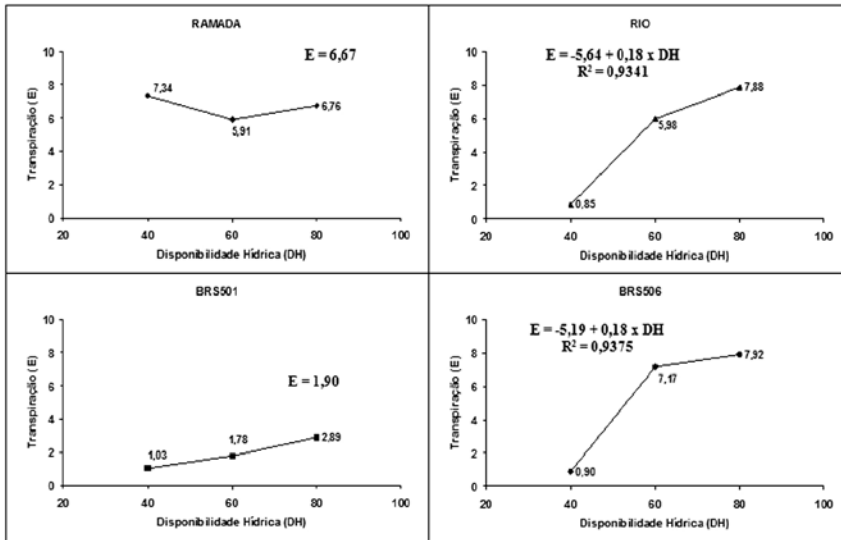 RAMADA
E = 6,67
10
8
6
4
2
0
7,34
5,91
6,76
20 40 60 80 100
Transpiração (E)
Disponibilidade Hídrica (DH)
RIO
E = -5,64 + 0,18 x DH
R² = 0,9341
10
8
6
4
2
0
0,85
5,98
7,88
20 40 60 80 100
Transpiração (E)
Disponibilidade Hídrica (DH)
BRS501
E = 1,90
10
8
6
4
2
0
1,03
1,78
2,89
20 40 60 80 100
Transpiração (E)
Disponibilidade Hídrica (DH)
BRS506
E = -5,19 + 0,18 x DH
R² = 0,9375
10
8
6
4
2
0
0,90
7,17
7,92
20 40 60 80 100
Transpiração (E)
Disponibilidade Hídrica (DH)